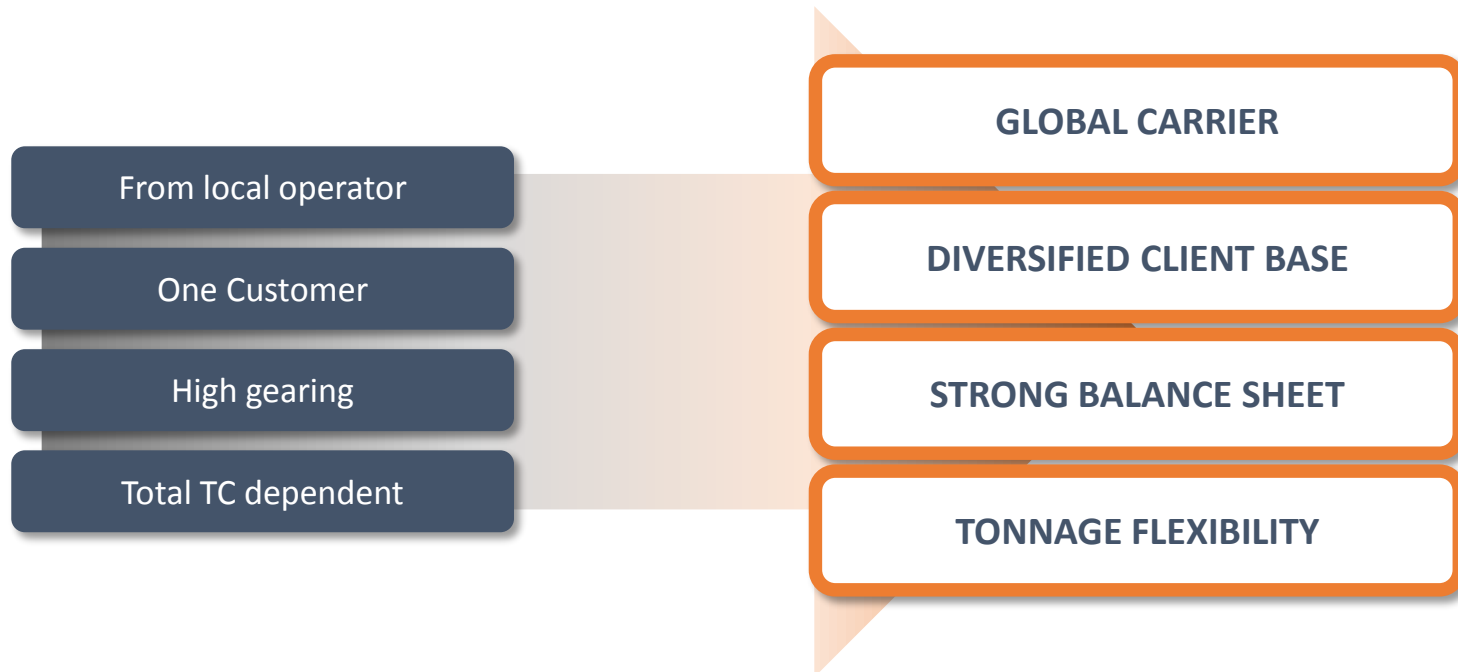 From local operator
One Customer
High gearing
Total TC dependent
GLOBAL CARRIER
DIVERSIFIED CLIENT BASE
STRONG BALANCE SHEET
TONNAGE FLEXIBILITY